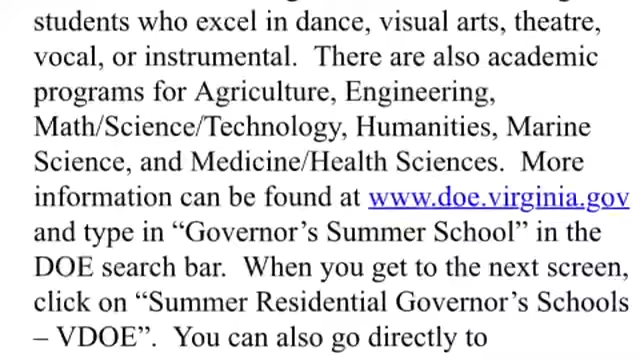 students who excel in dance, visual arts, theatre,
vocal, or instrumental.  There are also academic
programs for Agriculture, Engineering,
Math/Science/Technology, Humanities, Marine
Science, and Medicine/Health Sciences.  More
information can be found at www.doe.virginia.gov
and type in “Governor’s Summer School” in the
DOE search bar.  When you get to the next screen,
click on “Summer Residential Governor’s Schools
– VDOE”.  You can also go directly to